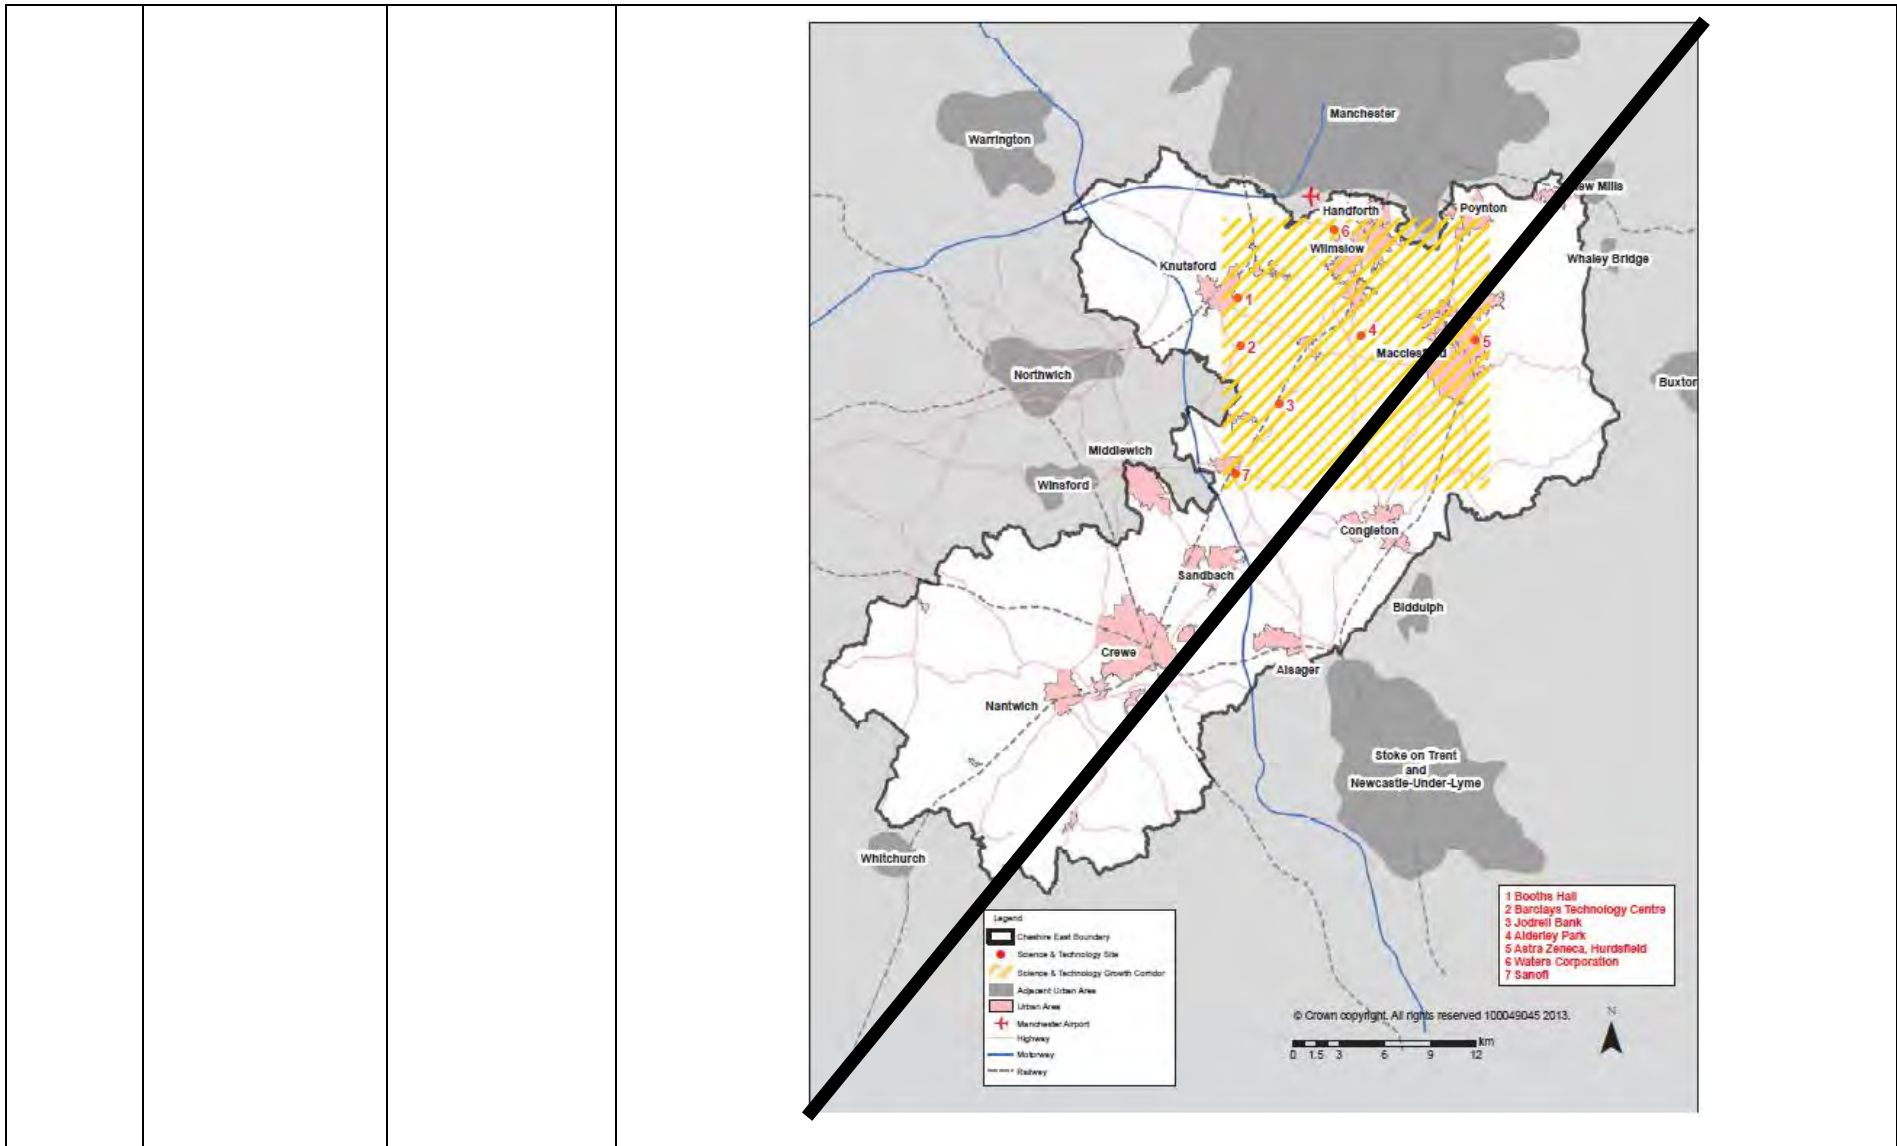 Manchester
Warrington
New Mills
Handforth
Poynton
6
Wilmslow
Whaley Bridge
Knutsford
1
4
2
5
Macclesfield
Northwich
Buxton
3
Middlewich
7
Winsford
Congleton
Sandbach
Biddulph
Crewe
Alsager
Nantwich
Stoke on Trent
and
Newcastle-Under-Lyme
Whitchurch
1 Booths Hall
2 Barclays Technology Centre
3 Jodrell Bank
4 Alderley Park
5 Astra Zeneca, Hurdsfield
6 Waters Corporation
7 Sanofi
Legend
Cheshire East Boundary
Science & Technology Site
Science & Technology Growth Corridor
Adjacent Urban Area
Urban Area
Manchester Airport
Highway
Motorway
Railway
© Crown copyright. All rights reserved 100049045 2013.
N
km
0 1.5 3 6 9 12